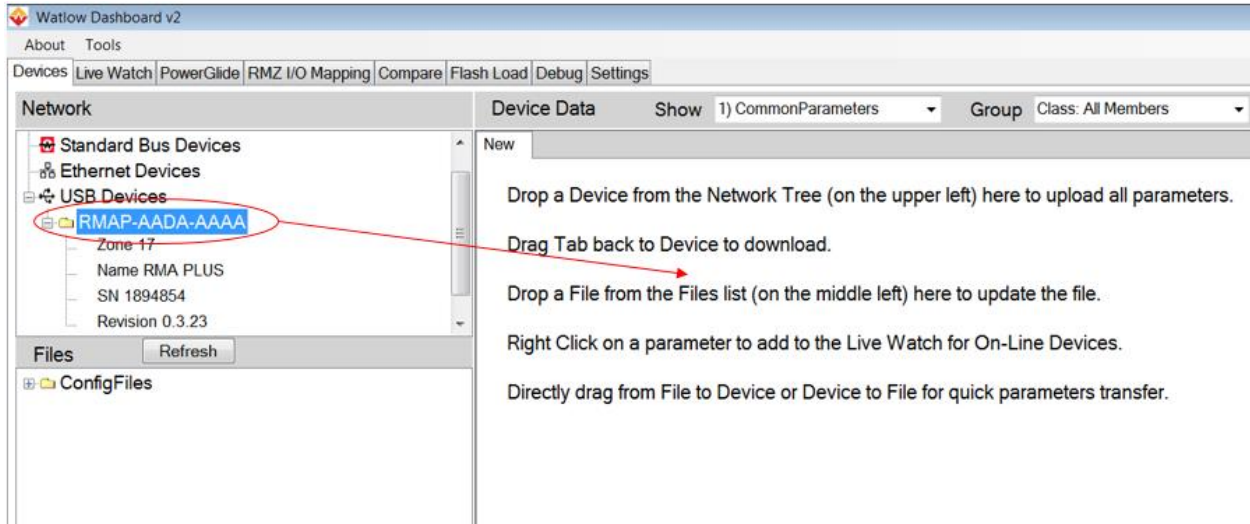 Watlow Dashboard v2
About Tools
Devices Live Watch PowerGlide RMZ I/O Mapping Compare Flash Load Debug Settings
Network
Device Data Show 1) CommonParameters Group Class: All Members
Standard Bus Devices
Ethernet Devices
USB Devices
RMAP-AADA-AAAA
Zone 17
Name RMA PLUS
SN 1894854
Revision 0.3.23
Files Refresh
ConfigFiles
New
Drop a Device from the Network Tree (on the upper left) here to upload all parameters.
Drag Tab back to Device to download.
Drop a File from the Files list (on the middle left) here to update the file.
Right Click on a parameter to add to the Live Watch for On-Line Devices.
Directly drag from File to Device or Device to File for quick parameters transfer.